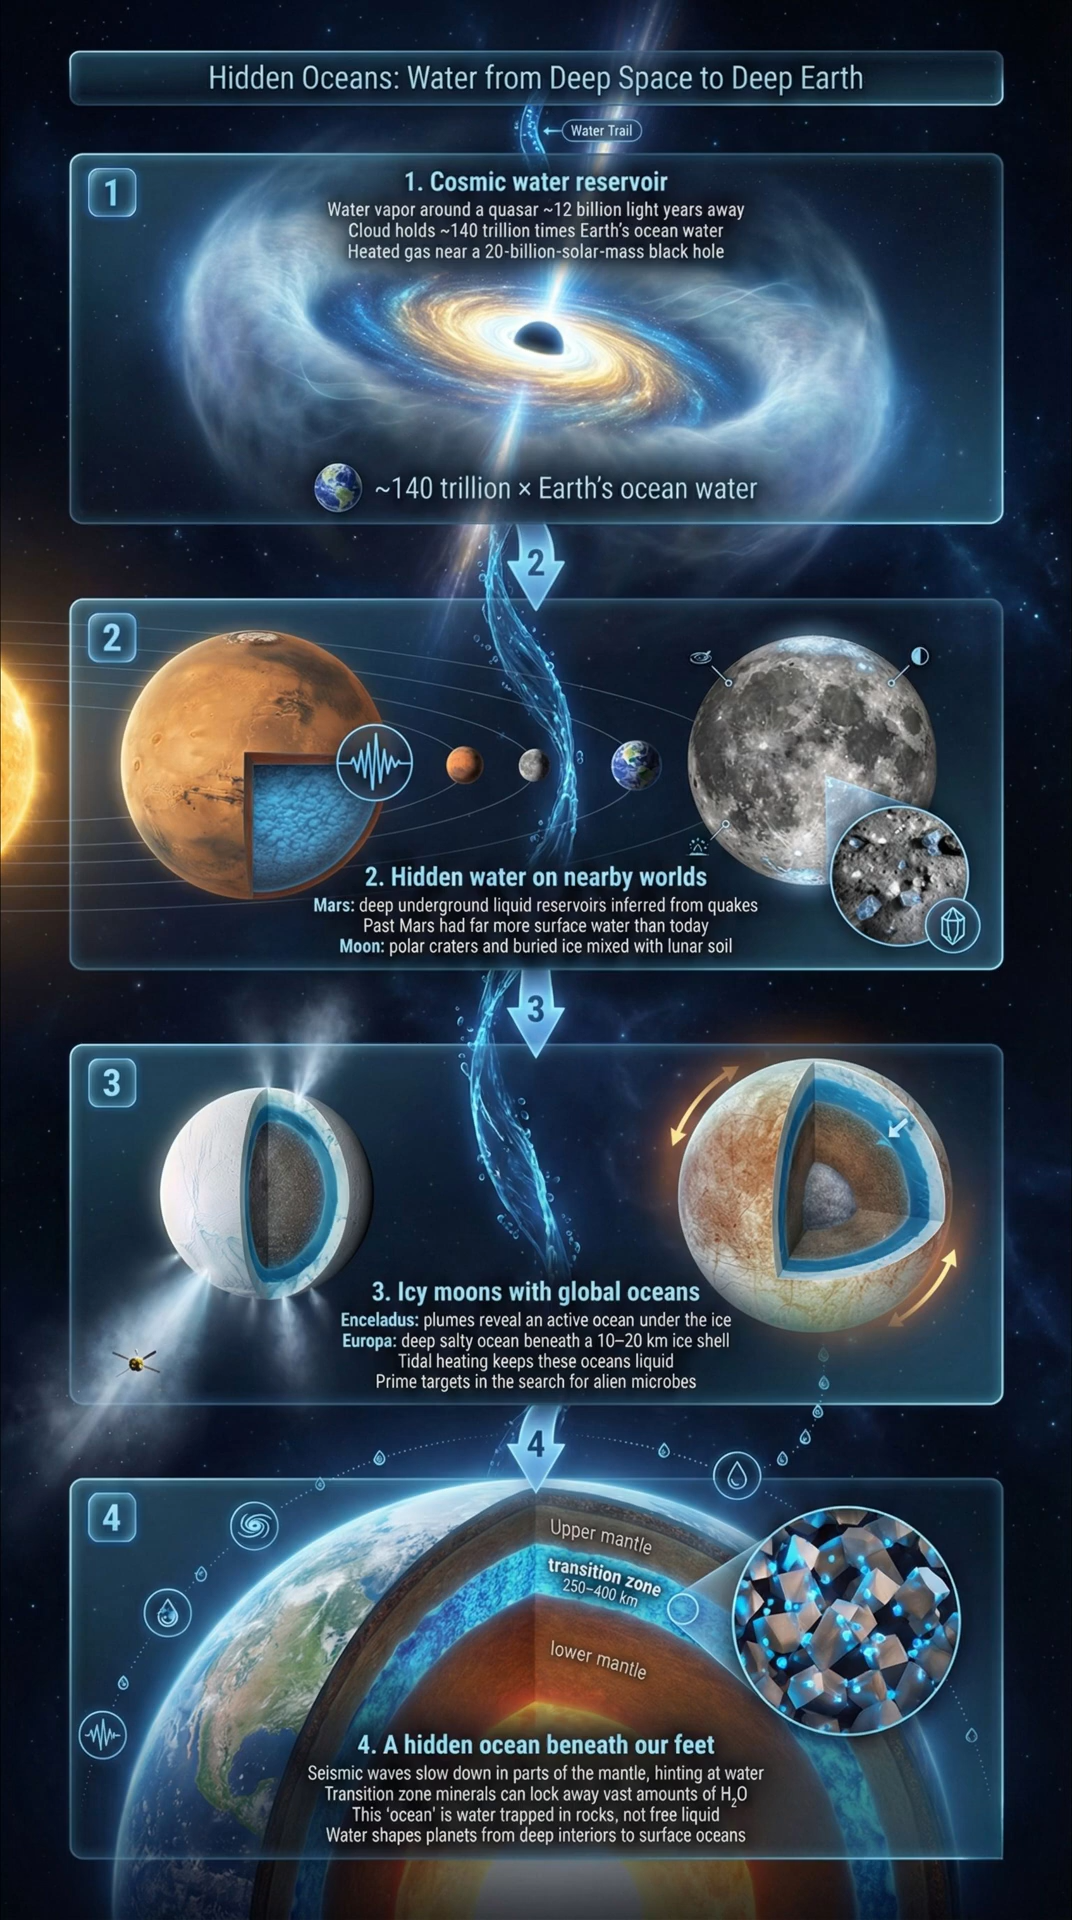 Hidden Oceans: Water from Deep Space to Deep Earth
Water Trail
1
1. Cosmic water reservoir
Water vapor around a quasar ~12 billion light years away
Cloud holds ~140 trillion times Earth's ocean water
Heated gas near a 20-billion-solar-mass black hole
~140 trillion × Earth's ocean water
2
2
2. Hidden water on nearby worlds
Mars: deep underground liquid reservoirs inferred from quakes
Past Mars had far more surface water than today
Moon: polar craters and buried ice mixed with lunar soil
3
3
3. Icy moons with global oceans
Enceladus: plumes reveal an active ocean under the ice
Europa: deep salty ocean beneath a 10–20 km ice shell
Tidal heating keeps these oceans liquid
Prime targets in the search for alien microbes
4
4
Upper mantle
transition zone
250–400 km
lower mantle
4. A hidden ocean beneath our feet
Seismic waves slow down in parts of the mantle, hinting at water
Transition zone minerals can lock away vast amounts of H₂O
This 'ocean' is water trapped in rocks, not free liquid
Water shapes planets from deep interiors to surface oceans